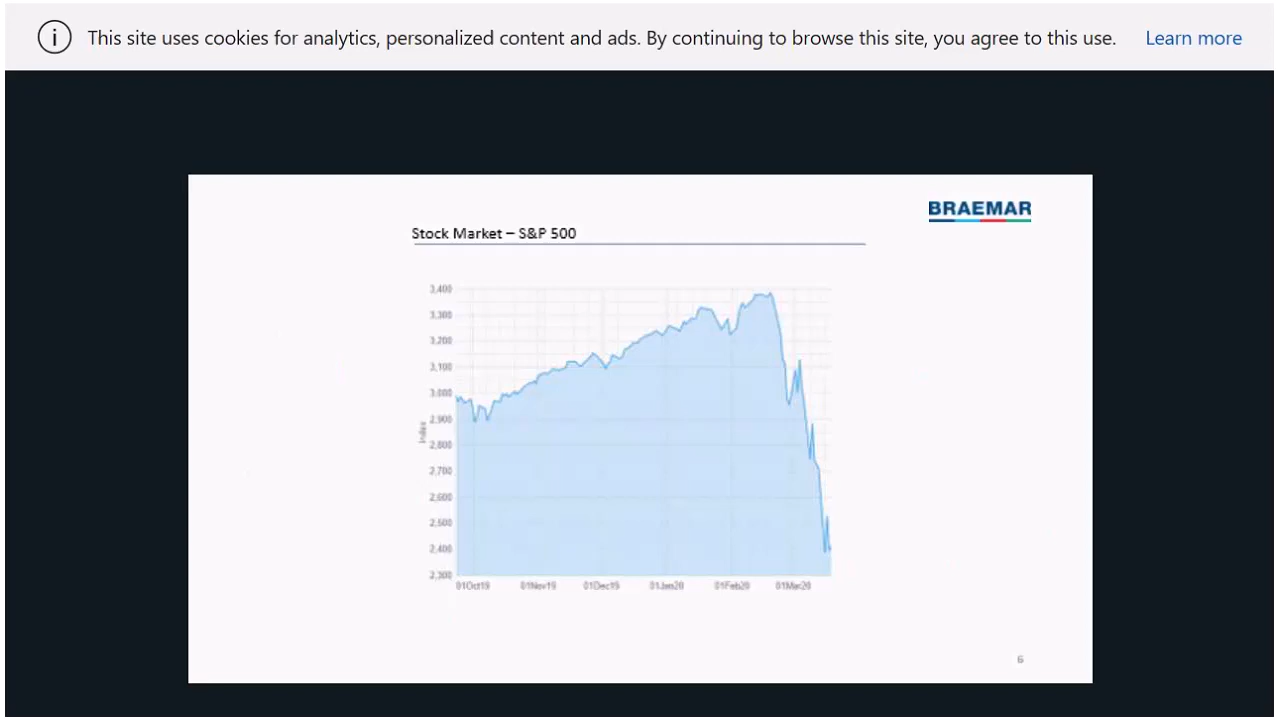 This site uses cookies for analytics, personalized content and ads. By continuing to browse this site, you agree to this use. Learn more
BRAEMAR
Stock Market – S&P 500
3,400
3,300
3,200
3,100
3,000
2,900
2,800
2,700
2,600
2,500
2,400
2,300
Index
01Oct19 01Nov19 01Dec19 01Jan20 01Feb20 01Mar20
6